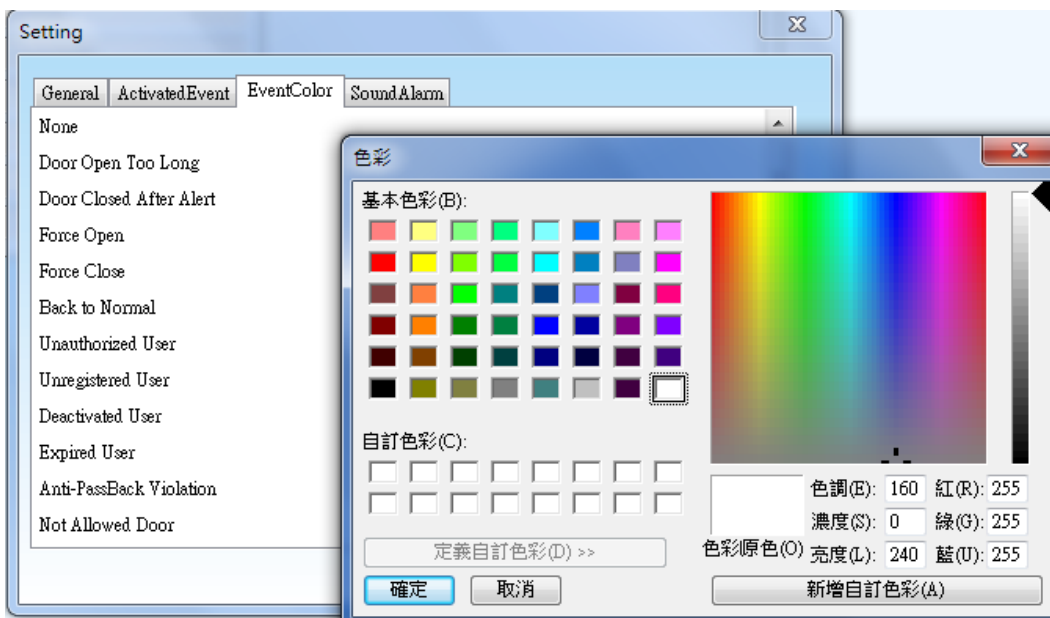 Setting
General ActivatedEvent EventColor SoundAlarm
None
Door Open Too Long
Door Closed After Alert
Force Open
Force Close
Back to Normal
Unauthorized User
Unregistered User
Deactivated User
Expired User
Anti-PassBack Violation
Not Allowed Door
色彩
基本色彩(B):
自訂色彩(C):
定義自訂色彩(D) >>
確定 取消
色彩原色(O)
色調(E): 160 紅(R): 255
濃度(S): 0 綠(G): 255
亮度(L): 240 藍(U): 255
新增自訂色彩(A)